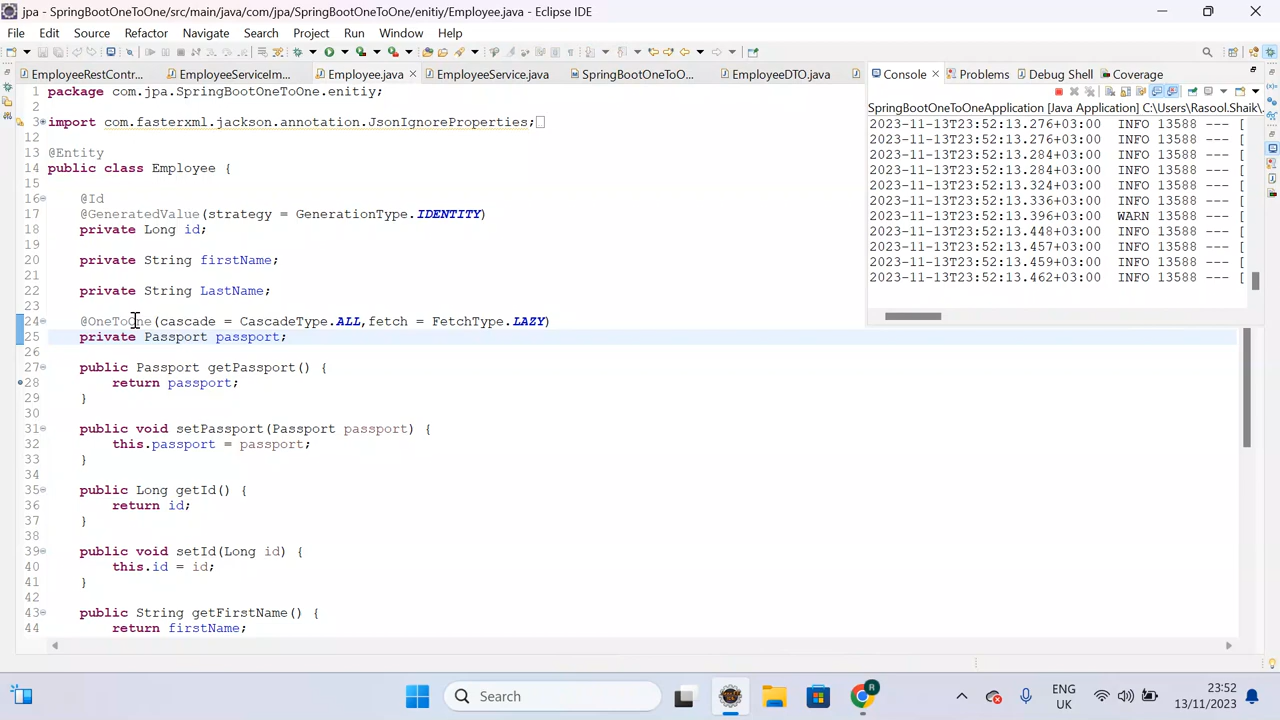 jpa - SpringBootOneToOne/src/main/java/com/jpa/SpringBootOneToOne/enitiy/Employee.java - Eclipse IDE
File Edit Source Refactor Navigate Search Project Run Window Help
EmployeeRestContr... EmployeeServiceIm... Employee.java EmployeeService.java SpringBootOneToO... EmployeeDTO.java
Console Problems Debug Shell Coverage
SpringBootOneToOneApplication [Java Application] C:\Users\Rasool.Shaik\
2023-11-13T23:52:13.276+03:00 INFO 13588 --- [
2023-11-13T23:52:13.276+03:00 INFO 13588 --- [
2023-11-13T23:52:13.284+03:00 INFO 13588 --- [
2023-11-13T23:52:13.284+03:00 INFO 13588 --- [
2023-11-13T23:52:13.324+03:00 INFO 13588 --- [
2023-11-13T23:52:13.336+03:00 INFO 13588 --- [
2023-11-13T23:52:13.396+03:00 WARN 13588 --- [
2023-11-13T23:52:13.448+03:00 INFO 13588 --- [
2023-11-13T23:52:13.457+03:00 INFO 13588 --- [
2023-11-13T23:52:13.459+03:00 INFO 13588 --- [
2023-11-13T23:52:13.462+03:00 INFO 13588 --- [
1 package com.jpa.SpringBootOneToOne.enitiy;
2
3 import com.fasterxml.jackson.annotation.JsonIgnoreProperties;
12
13 @Entity
14 public class Employee {
15
16 @Id
17 @GeneratedValue(strategy = GenerationType.IDENTITY)
18 private Long id;
19
20 private String firstName;
21
22 private String LastName;
23
24 @OneToOne(cascade = CascadeType.ALL,fetch = FetchType.LAZY)
25 private Passport passport;
26
27 public Passport getPassport() {
28 return passport;
29 }
30
31 public void setPassport(Passport passport) {
32 this.passport = passport;
33 }
34
35 public Long getId() {
36 return id;
37 }
38
39 public void setId(Long id) {
40 this.id = id;
41 }
42
43 public String getFirstName() {
44 return firstName;
Search
R
ENG
UK
23:52
13/11/2023